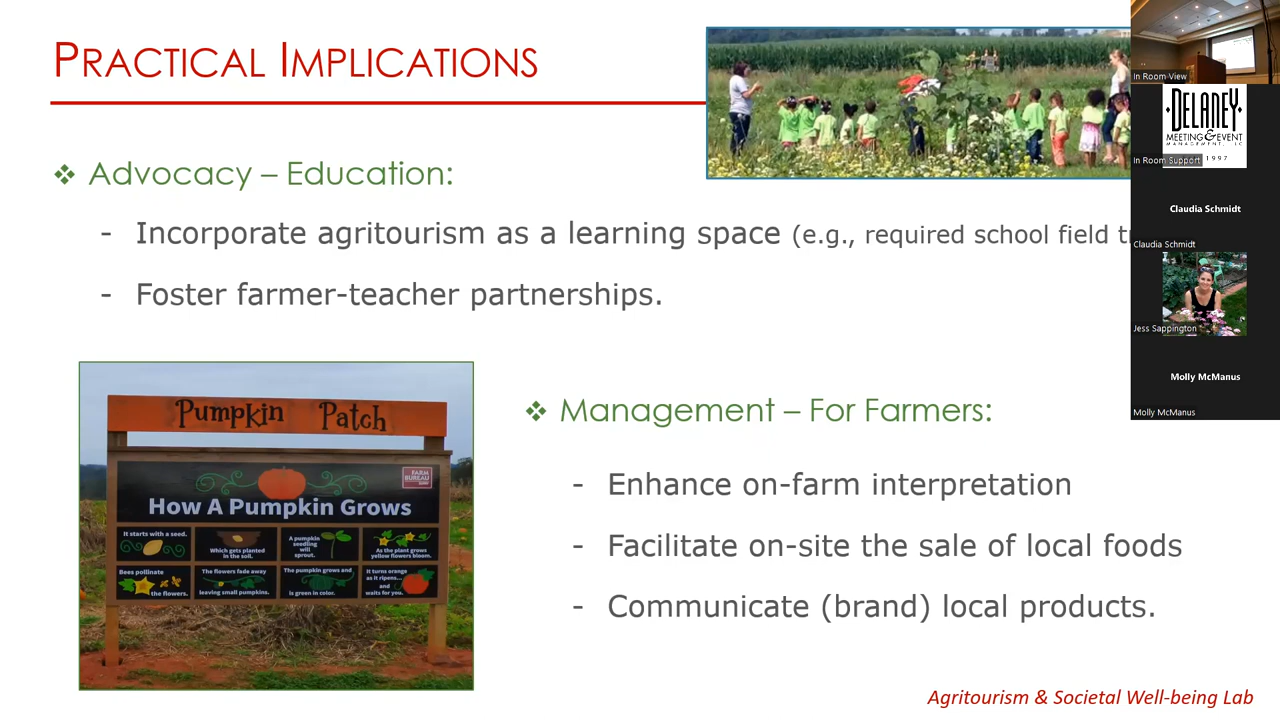 PRACTICAL IMPLICATIONS
❖ Advocacy – Education:
- Incorporate agritourism as a learning space (e.g., required school field
- Foster farmer-teacher partnerships.
Pumpkin Patch
FARM BUREAU
How A Pumpkin Grows
It starts with a seed.
Which gets planted in the soil.
A pumpkin seedling will sprout.
As the plant grows yellow flowers bloom.
Bees pollinate the flowers.
The flowers fade away leaving small pumpkins.
The pumpkin grows and is green in color.
It turns orange as it ripens... and waits for you.
❖ Management – For Farmers:
- Enhance on-farm interpretation
- Facilitate on-site the sale of local foods
- Communicate (brand) local products.
Agritourism & Societal Well-being Lab
In Room View
DELANEY
MEETING & EVENT
MANAGEMENT, LLC
1997
In Room Support
Claudia Schmidt
Claudia Schmidt
Jess Sappington
Molly McManus
Molly McManus